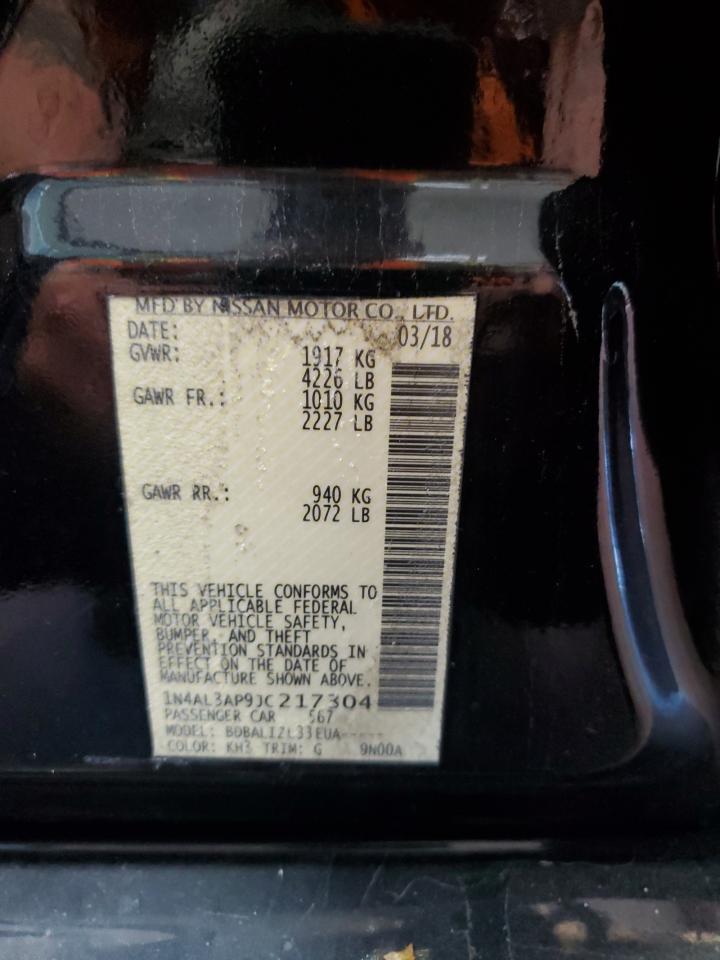 MFD BY NISSAN MOTOR CO., LTD.
DATE: 03/18
GVWR: 1917 KG
4226 LB
GAWR FR.: 1010 KG
2227 LB
GAWR RR.: 940 KG
2072 LB
THIS VEHICLE CONFORMS TO
ALL APPLICABLE FEDERAL
MOTOR VEHICLE SAFETY,
BUMPER, AND THEFT
PREVENTION STANDARDS IN
EFFECT ON THE DATE OF
MANUFACTURE SHOWN ABOVE.
1N4AL3AP9JC217304
PASSENGER CAR 567
MODEL: BDBALIZL33EUA-----
COLOR: KH3 TRIM: G 9N00A